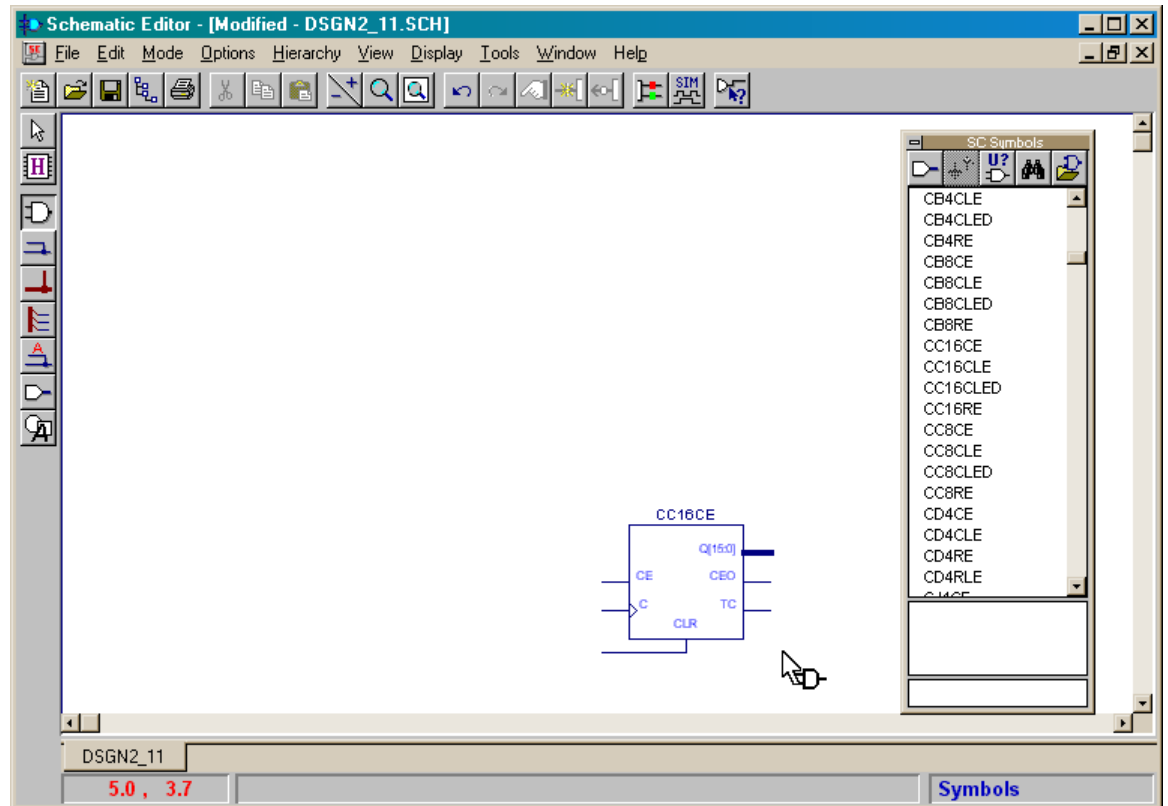 Schematic Editor - [Modified - DSGN2_11.SCH]
File Edit Mode Options Hierarchy View Display Tools Window Help
SIM
H
A
A
SC Symbols
U?
CB4CLE
CB4CLED
CB4RE
CB8CE
CB8CLE
CB8CLED
CB8RE
CC16CE
CC16CLE
CC16CLED
CC16RE
CC8CE
CC8CLE
CC8CLED
CC8RE
CD4CE
CD4CLE
CD4RE
CD4RLE
CC16CE
Q[15:0]
CE CEO
C TC
CLR
DSGN2_11
5.0 , 3.7 Symbols